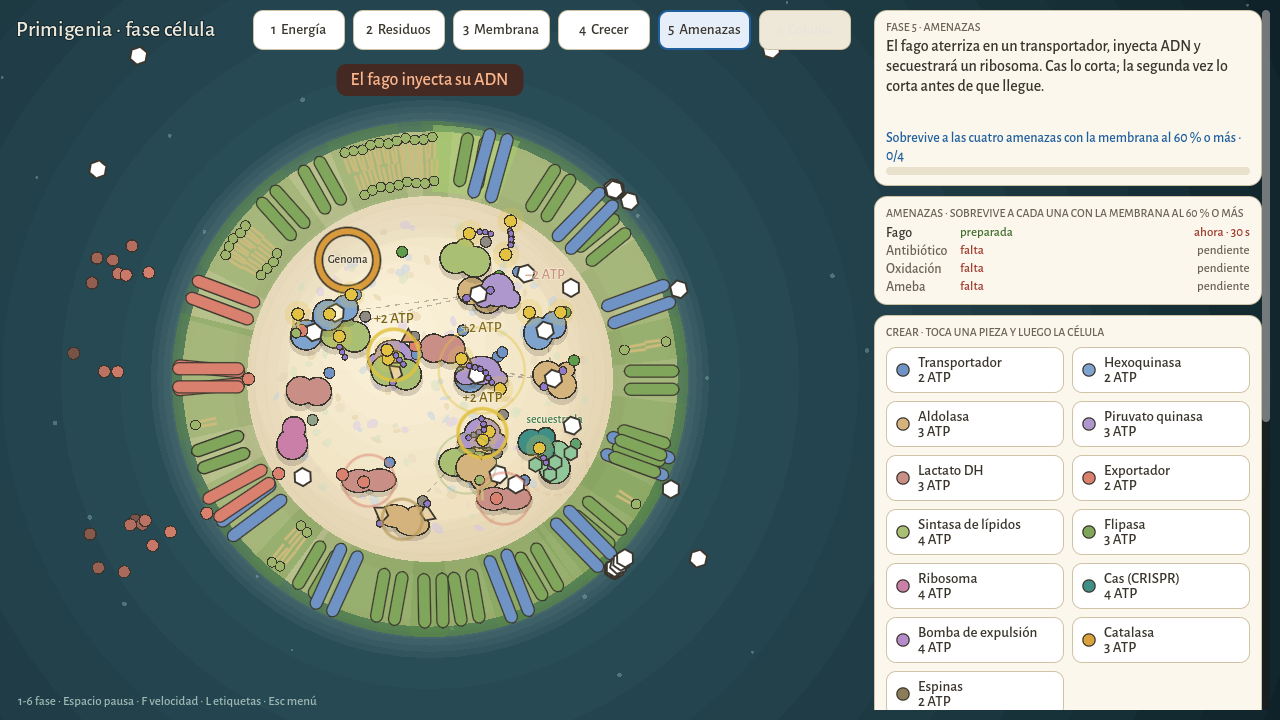 Primigenia · fase célula
1 Energía
2 Residuos
3 Membrana
4 Crecer
5 Amenazas
El fago inyecta su ADN
Genoma
-2 ATP
+2 ATP
+2 ATP
+2 ATP
1-6 fase · Espacio pausa · F velocidad · L etiquetas · Esc menú
FASE 5 · AMENAZAS
El fago aterriza en un transportador, inyecta ADN y
secuestrará un ribosoma. Cas lo corta; la segunda vez lo
corta antes de que llegue.
Sobrevive a las cuatro amenazas con la membrana al 60 % o más ·
0/4
AMENAZAS · SOBREVIVE A CADA UNA CON LA MEMBRANA AL 60 % O MÁS
Fago preparada ahora · 30 s
Antibiótico falta pendiente
Oxidación falta pendiente
Ameba falta pendiente
CREAR · TOCA UNA PIEZA Y LUEGO LA CÉLULA
Transportador
2 ATP
Hexoquinasa
2 ATP
Aldolasa
3 ATP
Piruvato quinasa
3 ATP
Lactato DH
3 ATP
Exportador
2 ATP
Sintasa de lípidos
4 ATP
Flipasa
3 ATP
Ribosoma
4 ATP
Cas (CRISPR)
4 ATP
Bomba de expulsión
4 ATP
Catalasa
3 ATP
Espinas
2 ATP